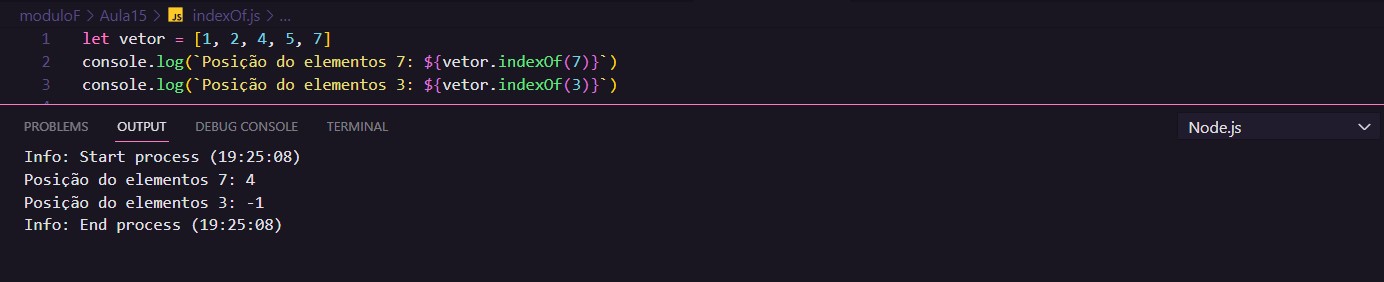 moduloF > Aula15 > JS indexOf.js > ...
1 let vetor = [1, 2, 4, 5, 7]
2 console.log(`Posição do elementos 7: ${vetor.indexOf(7)}`)
3 console.log(`Posição do elementos 3: ${vetor.indexOf(3)}`)
PROBLEMS OUTPUT DEBUG CONSOLE TERMINAL Node.js
Info: Start process (19:25:08)
Posição do elementos 7: 4
Posição do elementos 3: -1
Info: End process (19:25:08)